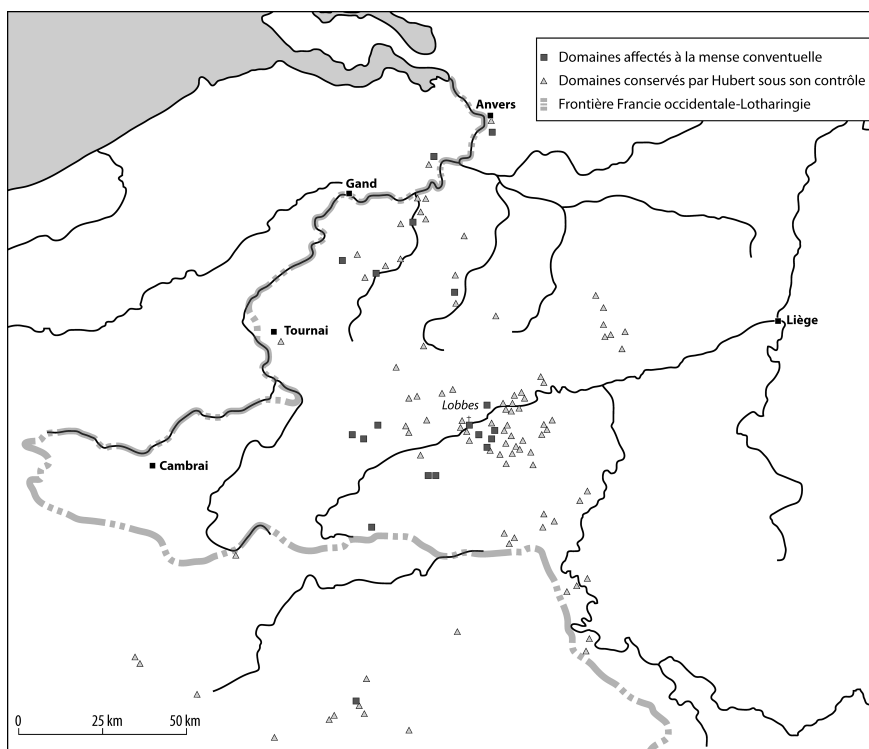 Domaines affectés à la mense conventuelle
Domaines conservés par Hubert sous son contrôle
Frontière Francie occidentale-Lotharingie
Anvers
Gand
Tournai
Liège
Lobbes
Cambrai
0 25 km 50 km